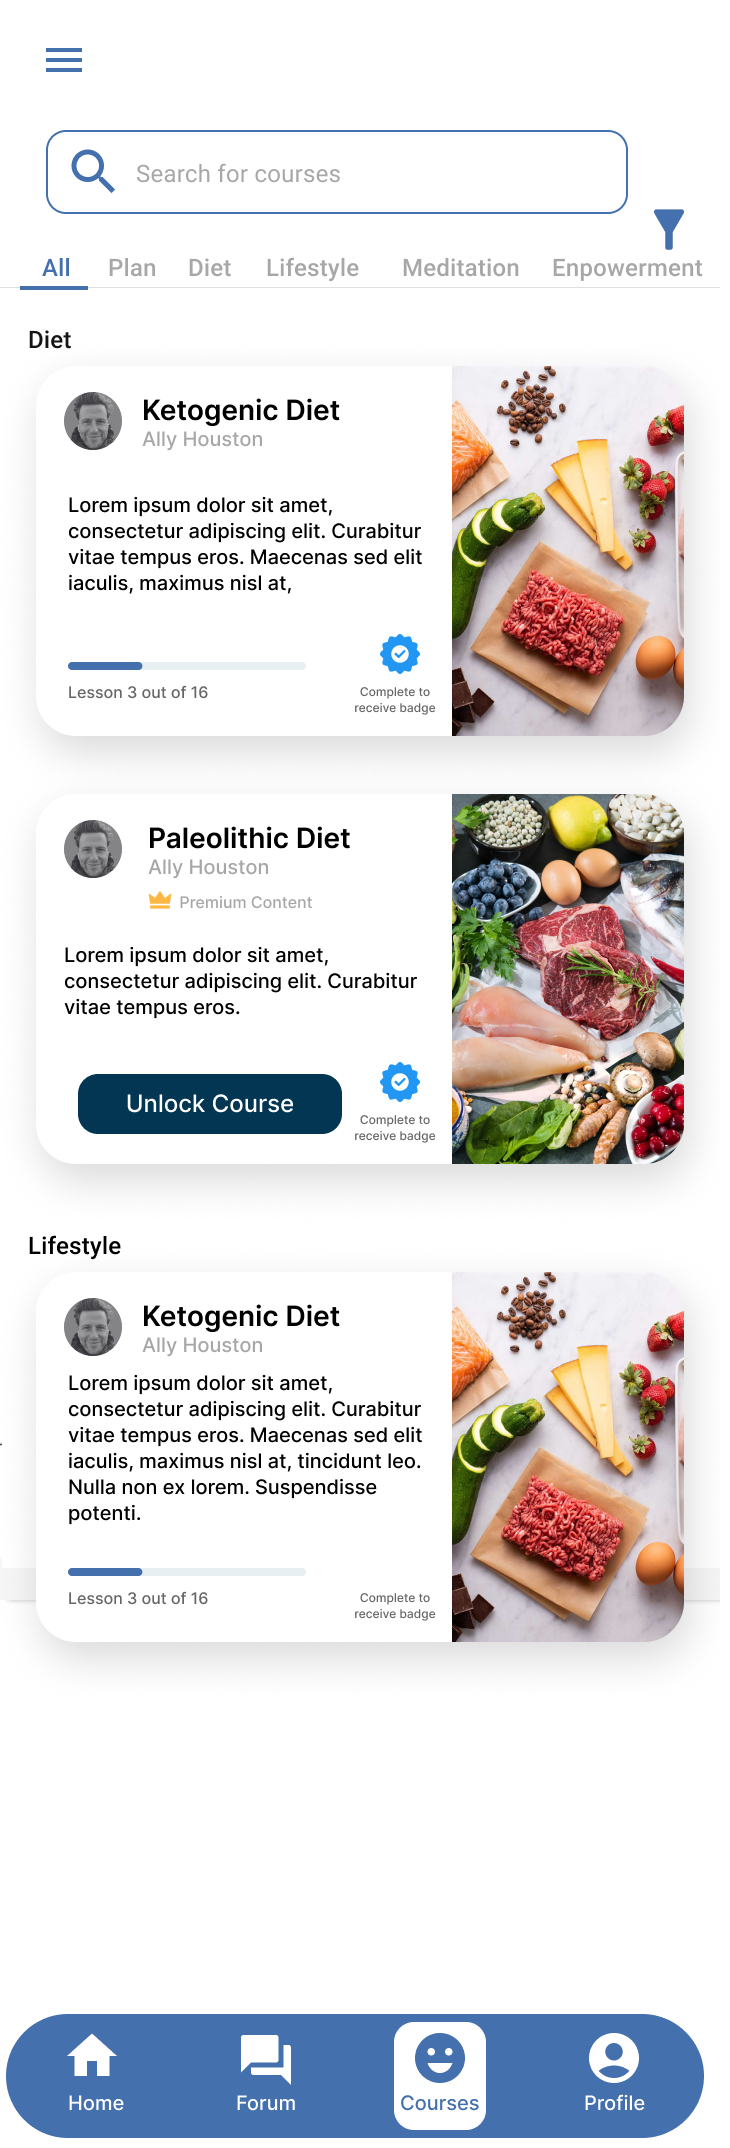 Search for courses
All Plan Diet Lifestyle Meditation Enpowerment
Diet
Ketogenic Diet
Ally Houston
Lorem ipsum dolor sit amet,
consectetur adipiscing elit. Curabitur
vitae tempus eros. Maecenas sed elit
iaculis, maximus nisl at,
Lesson 3 out of 16
Complete to
receive badge
Paleolithic Diet
Ally Houston
Premium Content
Lorem ipsum dolor sit amet,
consectetur adipiscing elit. Curabitur
vitae tempus eros.
Unlock Course
Complete to
receive badge
Lifestyle
Ketogenic Diet
Ally Houston
Lorem ipsum dolor sit amet,
consectetur adipiscing elit. Curabitur
vitae tempus eros. Maecenas sed elit
iaculis, maximus nisl at, tincidunt leo.
Nulla non ex lorem. Suspendisse
potenti.
Lesson 3 out of 16
Complete to
receive badge
Home Forum Courses Profile